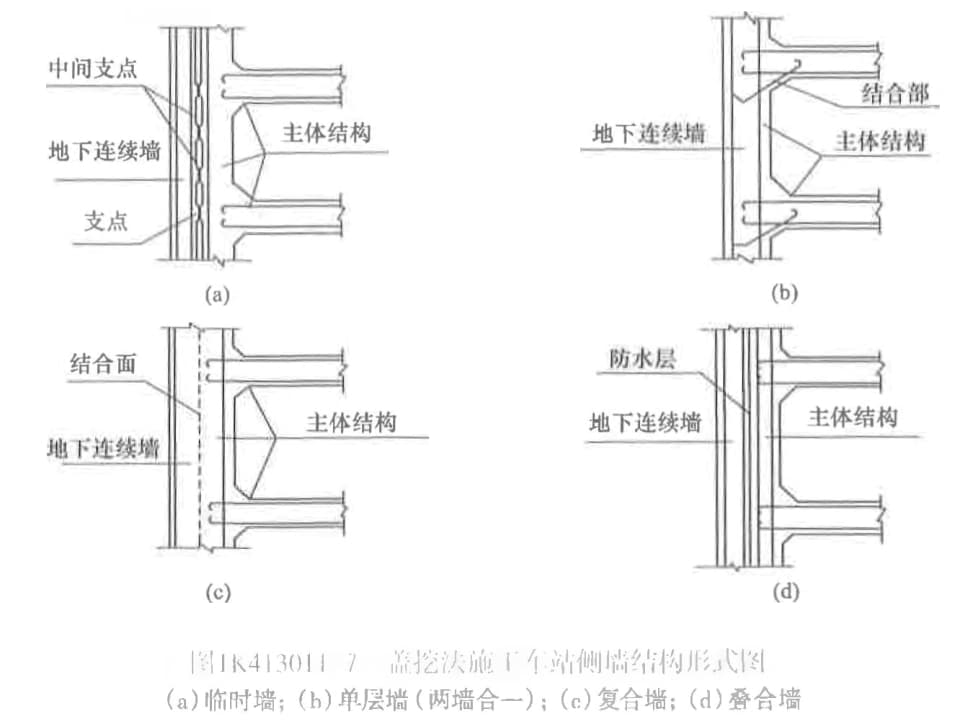 中间支点
地下连续墙
支点
主体结构
(a)
地下连续墙
结合部
主体结构
(b)
结合面
地下连续墙
主体结构
(c)
防水层
地下连续墙
主体结构
(d)
图1K413011-7 盖挖法施工车站侧墙结构形式图
(a)临时墙；(b)单层墙(两墙合一)；(c)复合墙；(d)叠合墙